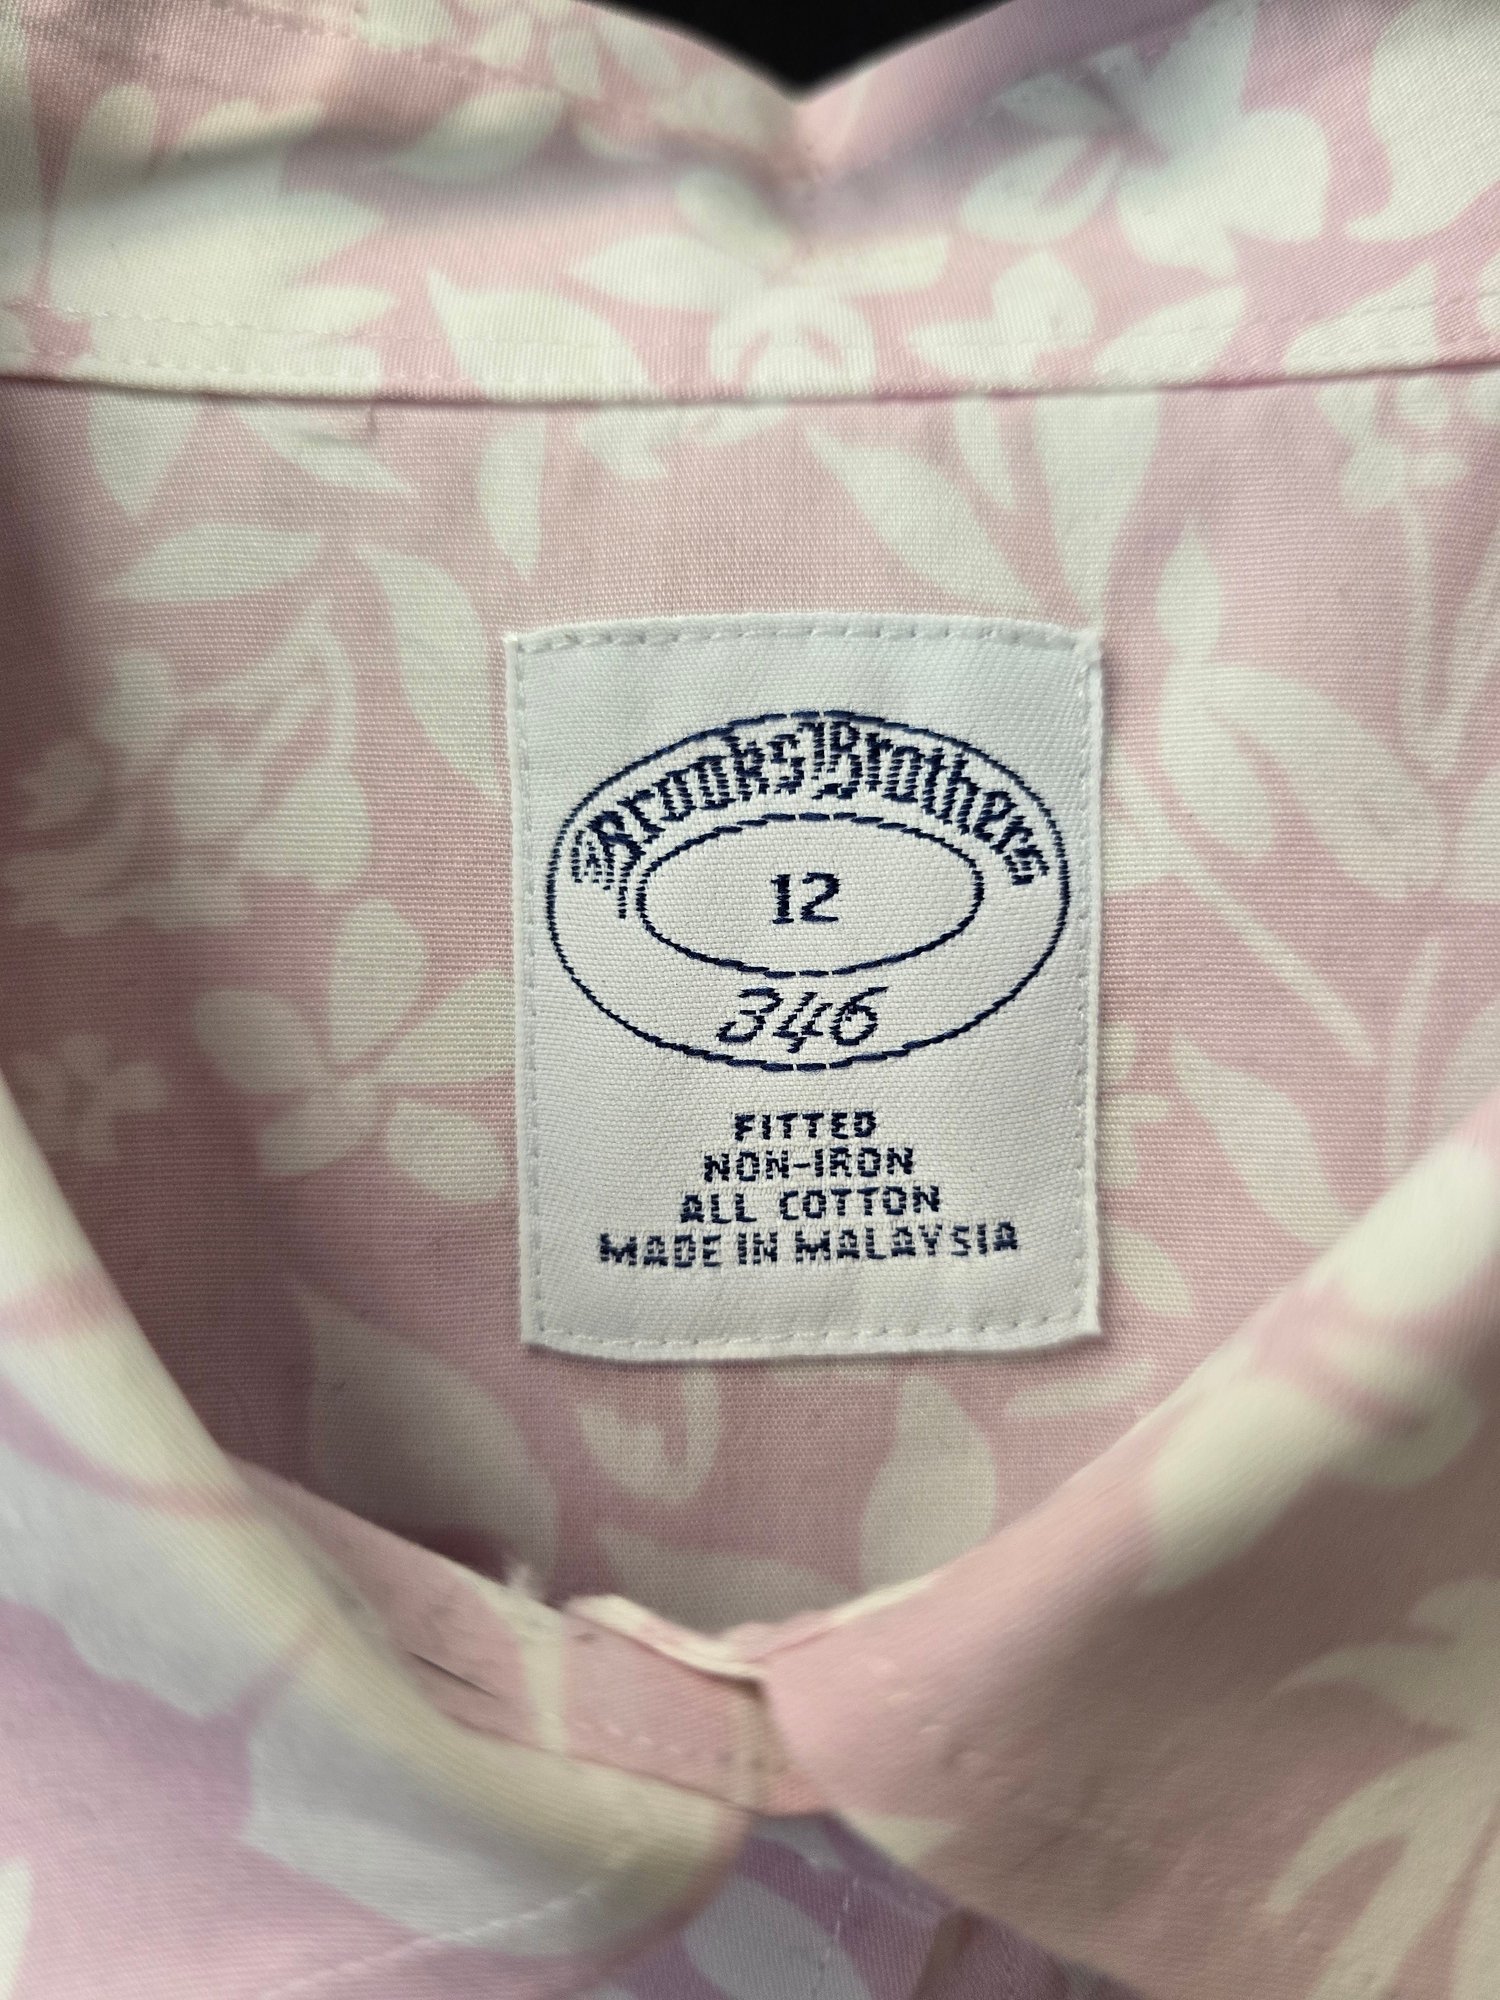 Brooks Brothers
12
346
FITTED
NON-IRON
ALL COTTON
MADE IN MALAYSIA